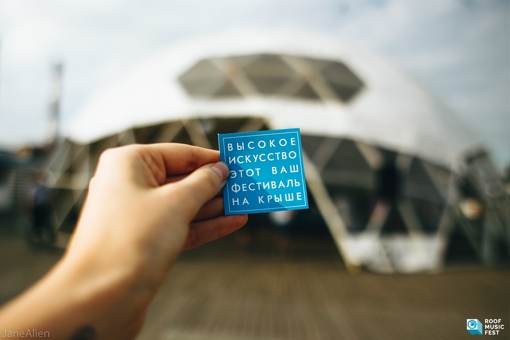 ВЫСОКОЕ
ИСКУССТВО
ЭТОТ ВАШ
ФЕСТИВАЛЬ
НА КРЫШЕ
JaneAlien
ROOF
MUSIC
FEST